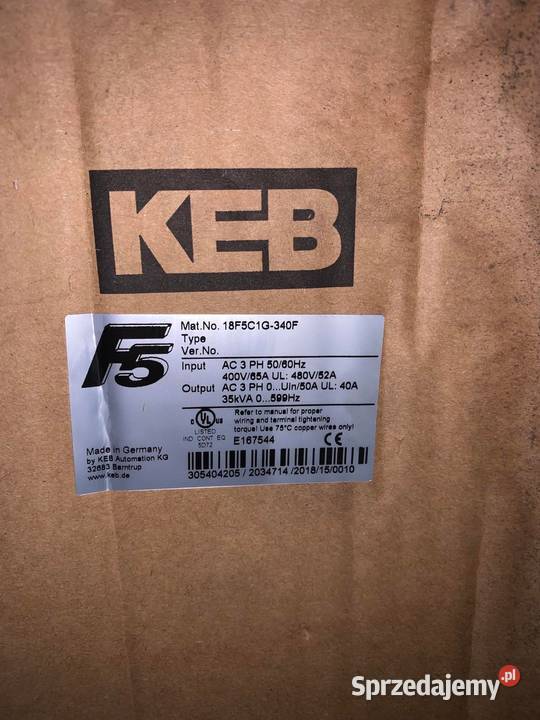 KEB
F5
Mat.No. 18F5C1G-340F
Type
Ver.No.
Input AC 3 PH 50/60Hz
400V/65A UL: 480V/52A
Output AC 3 PH 0...Uin/50A UL: 40A
35kVA 0...599Hz
c UL us
LISTED
IND CONT EQ
5D72
Refer to manual for proper
wiring and terminal tightening
torque! Use 75°C copper wires only!
E167544 CE
Made in Germany
by KEB Automation KG
32683 Barntrup
www.keb.de
305404205 / 2034714 /2018/15/0010
Sprzedajemy.pl